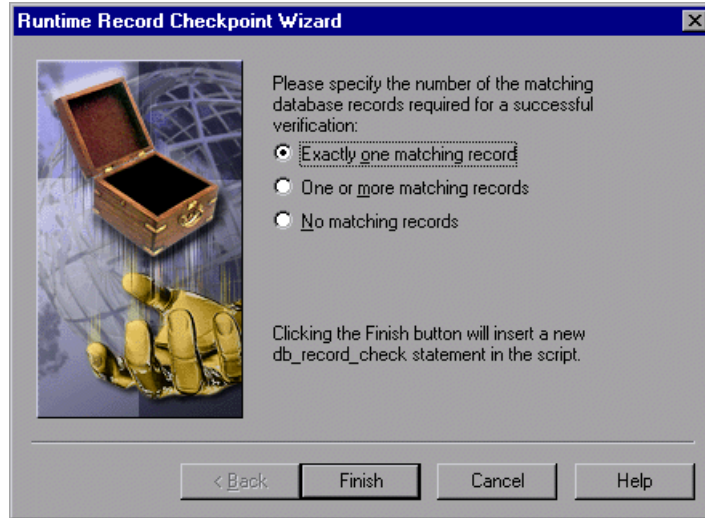 Runtime Record Checkpoint Wizard
Please specify the number of the matching
database records required for a successful
verification:
Exactly one matching record
One or more matching records
No matching records
Clicking the Finish button will insert a new
db_record_check statement in the script.
< Back
Finish
Cancel
Help